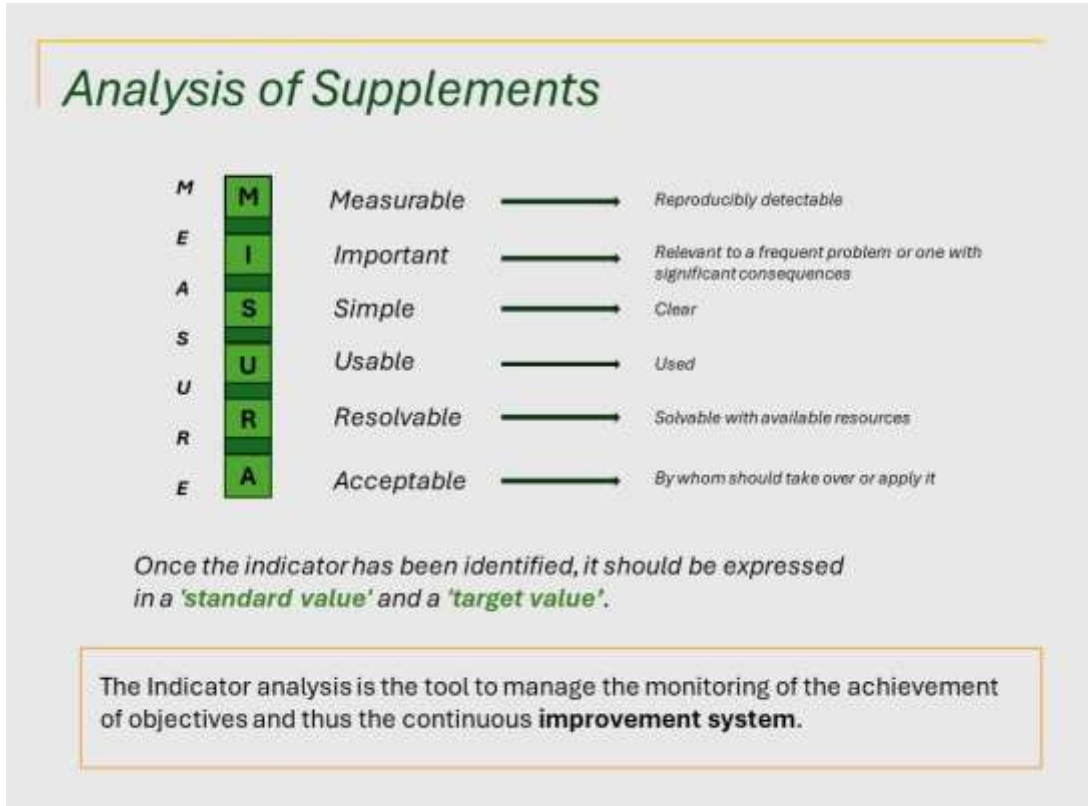 Analysis of Supplements
M
E
A
S
U
R
E
M
I
S
U
R
A
Measurable
Reproducibly detectable
Important
Relevant to a frequent problem or one with
significant consequences
Simple
Clear
Usable
Used
Resolvable
Solvable with available resources
Acceptable
By whom should take over or apply it
Once the indicator has been identified, it should be expressed
in a 'standard value' and a 'target value'.
The Indicator analysis is the tool to manage the monitoring of the achievement
of objectives and thus the continuous improvement system.